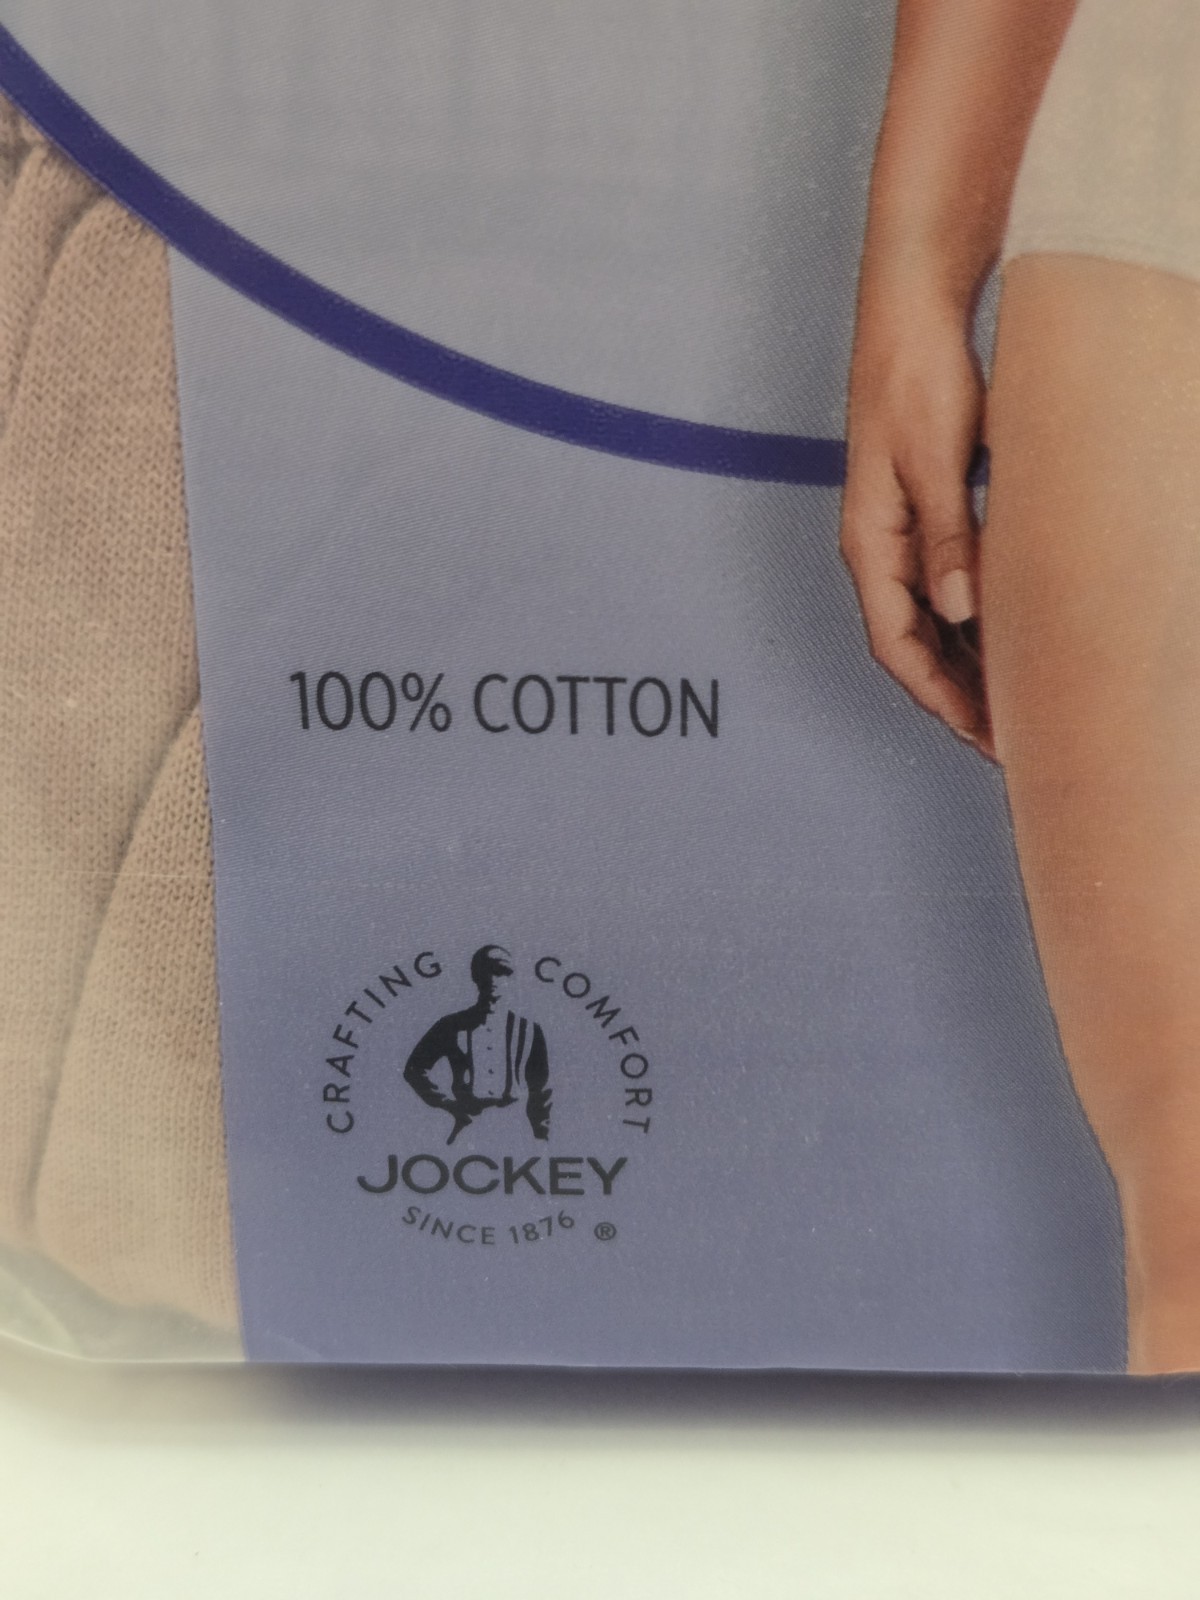 100% COTTON
CRAFTING COMFORT
JOCKEY
SINCE 1876 ®